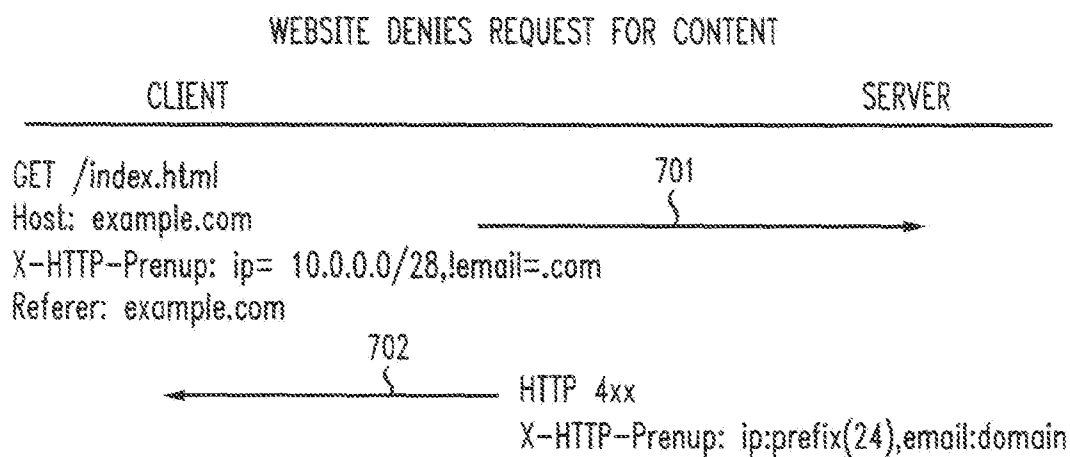 WEBSITE DENIES REQUEST FOR CONTENT
CLIENT SERVER
GET /index.html
701
Host: example.com
X-HTTP-Prenup: ip= 10.0.0.0/28,!email=.com
Referer: example.com
702
HTTP 4xx
X-HTTP-Prenup: ip:prefix(24),email:domain